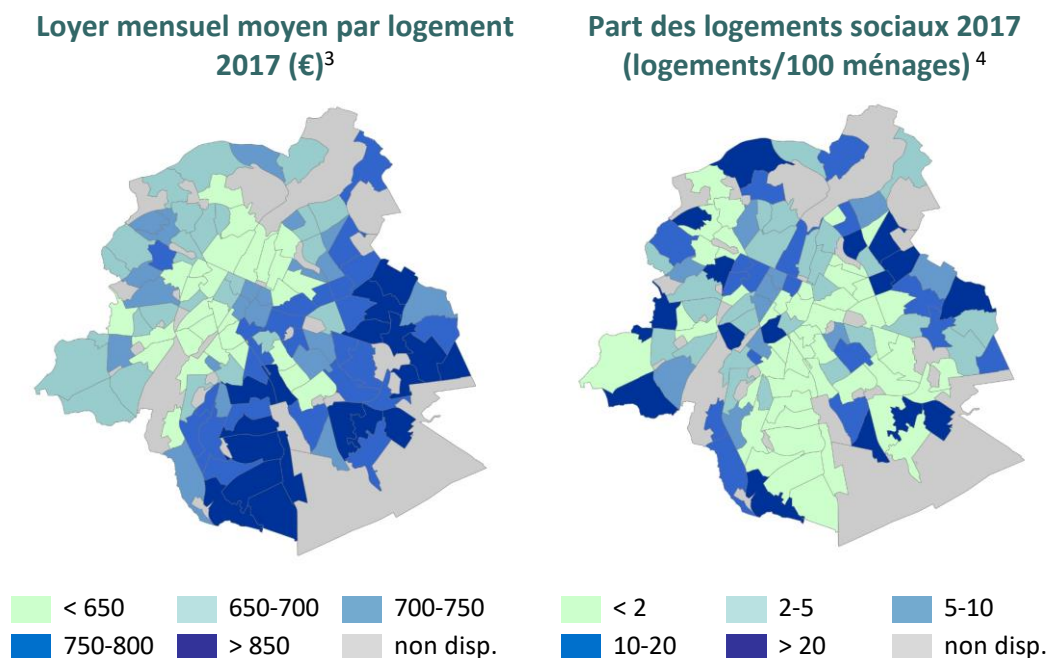 Loyer mensuel moyen par logement
2017 (€)³
Part des logements sociaux 2017
(logements/100 ménages) ⁴
< 650
650-700
700-750
750-800
> 850
non disp.
< 2
2-5
5-10
10-20
> 20
non disp.